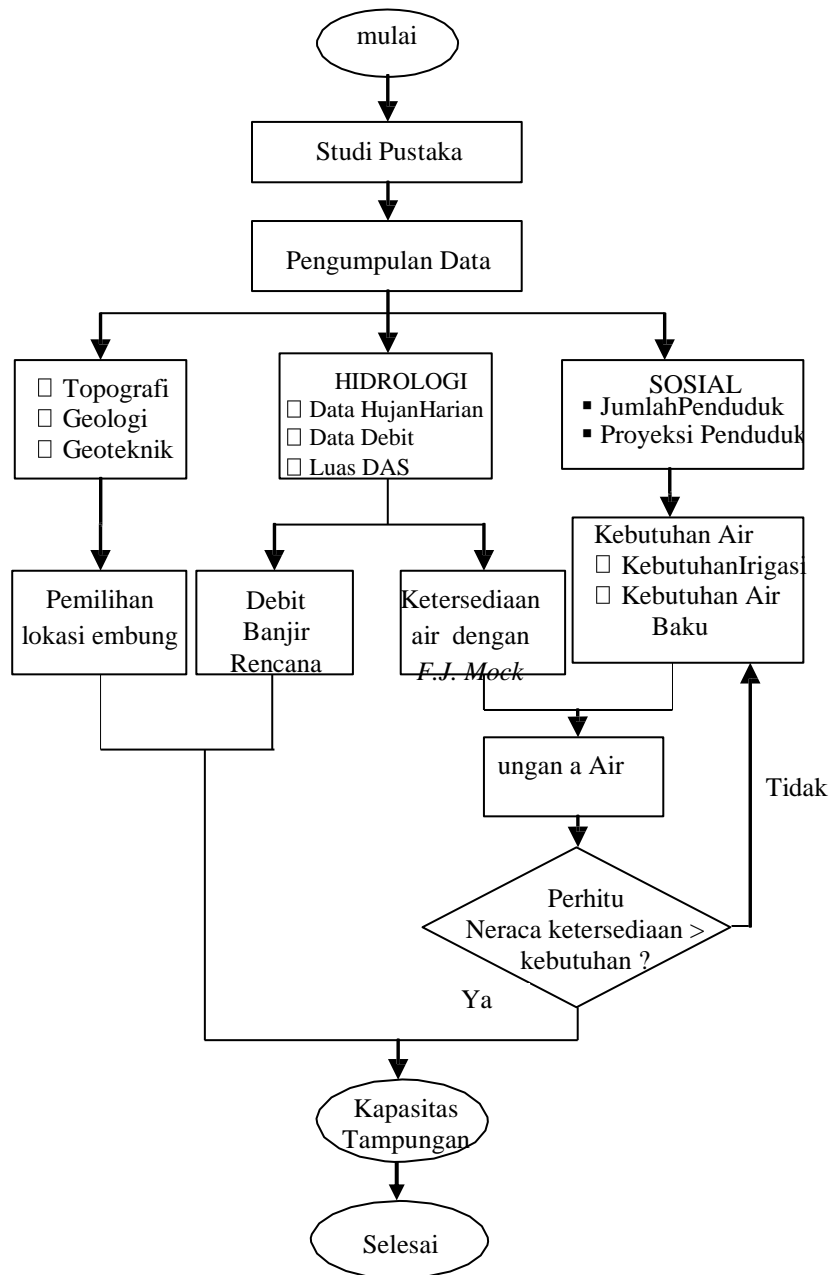 mulai
Studi Pustaka
Pengumpulan Data
□ Topografi
□ Geologi
□ Geoteknik
HIDROLOGI
□ Data HujanHarian
□ Data Debit
□ Luas DAS
SOSIAL
▪ JumlahPenduduk
▪ Proyeksi Penduduk
Pemilihan
lokasi embung
Debit
Banjir
Rencana
Ketersediaan
air dengan
F.J. Mock
Kebutuhan Air
□ KebutuhanIrigasi
□ Kebutuhan Air
Baku
ungan a Air
Tidak
Perhitu
Neraca ketersediaan >
kebutuhan ?
Ya
Kapasitas
Tampungan
Selesai